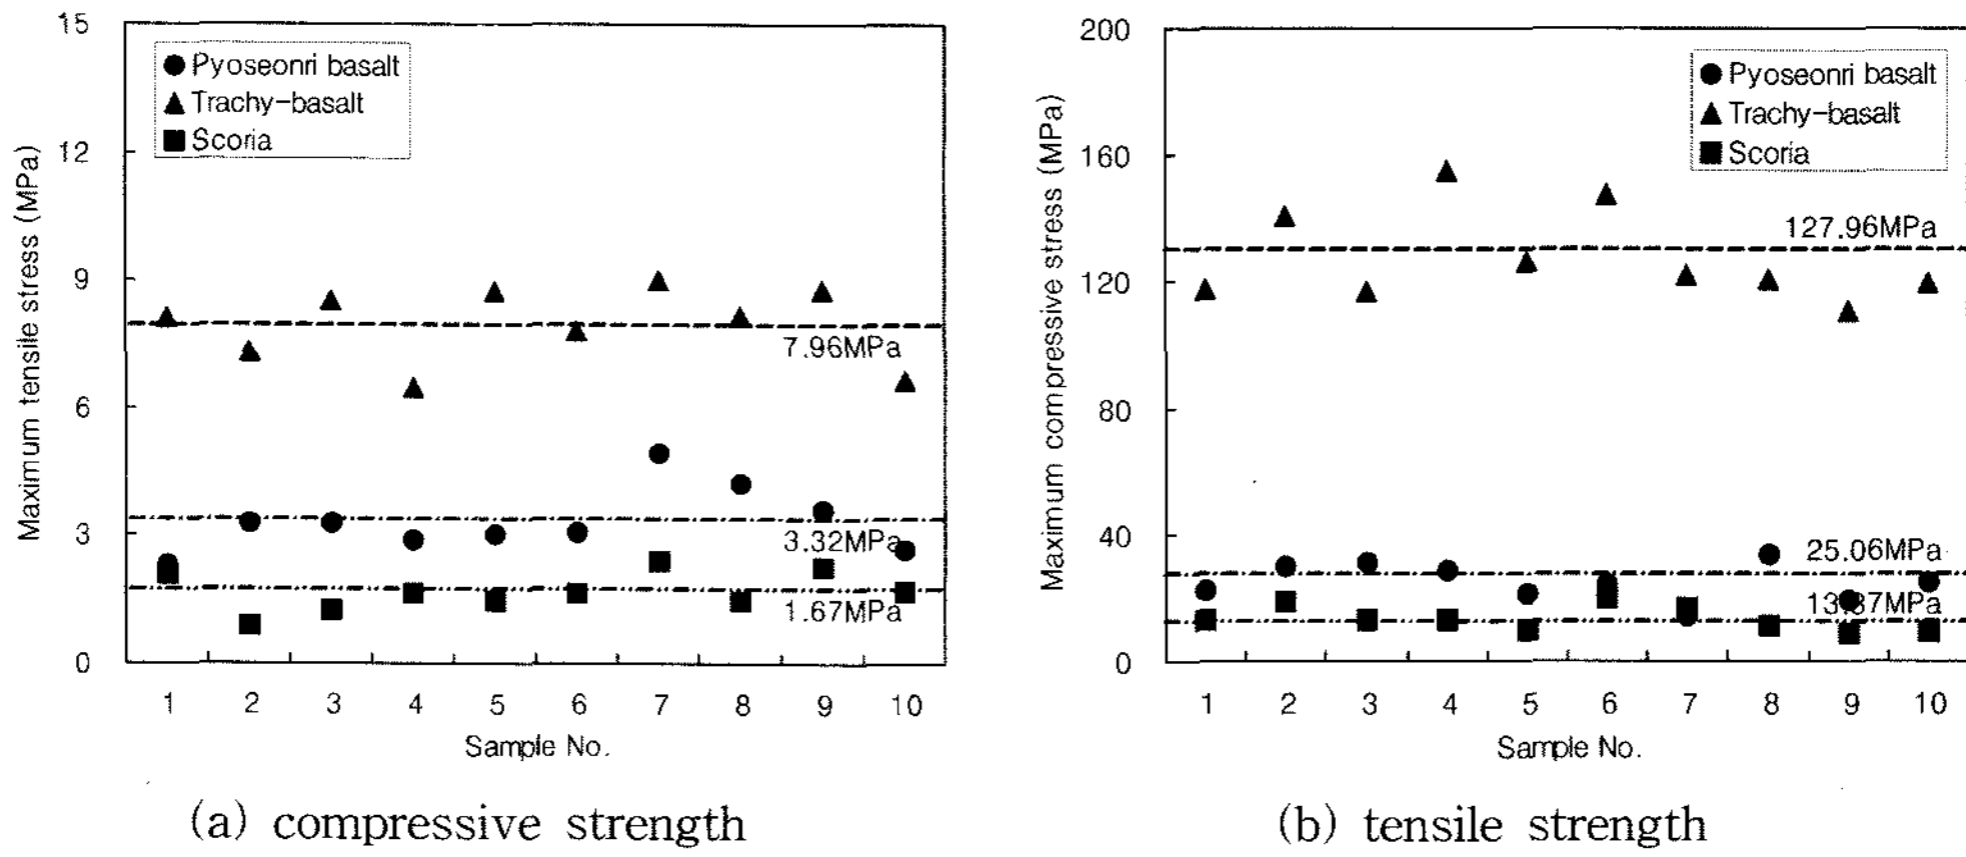 15
12
9
6
3
0
Maximum tensile stress (MPa)
Pyoseonri basalt
Trachy-basalt
Scoria
7.96MPa
3.32MPa
1.67MPa
1 2 3 4 5 6 7 8 9 10
Sample No.
(a) compressive strength
200
160
120
80
40
0
Maximum compressive stress (MPa)
Pyoseonri basalt
Trachy-basalt
Scoria
127.96MPa
25.06MPa
13.37MPa
1 2 3 4 5 6 7 8 9 10
Sample No.
(b) tensile strength